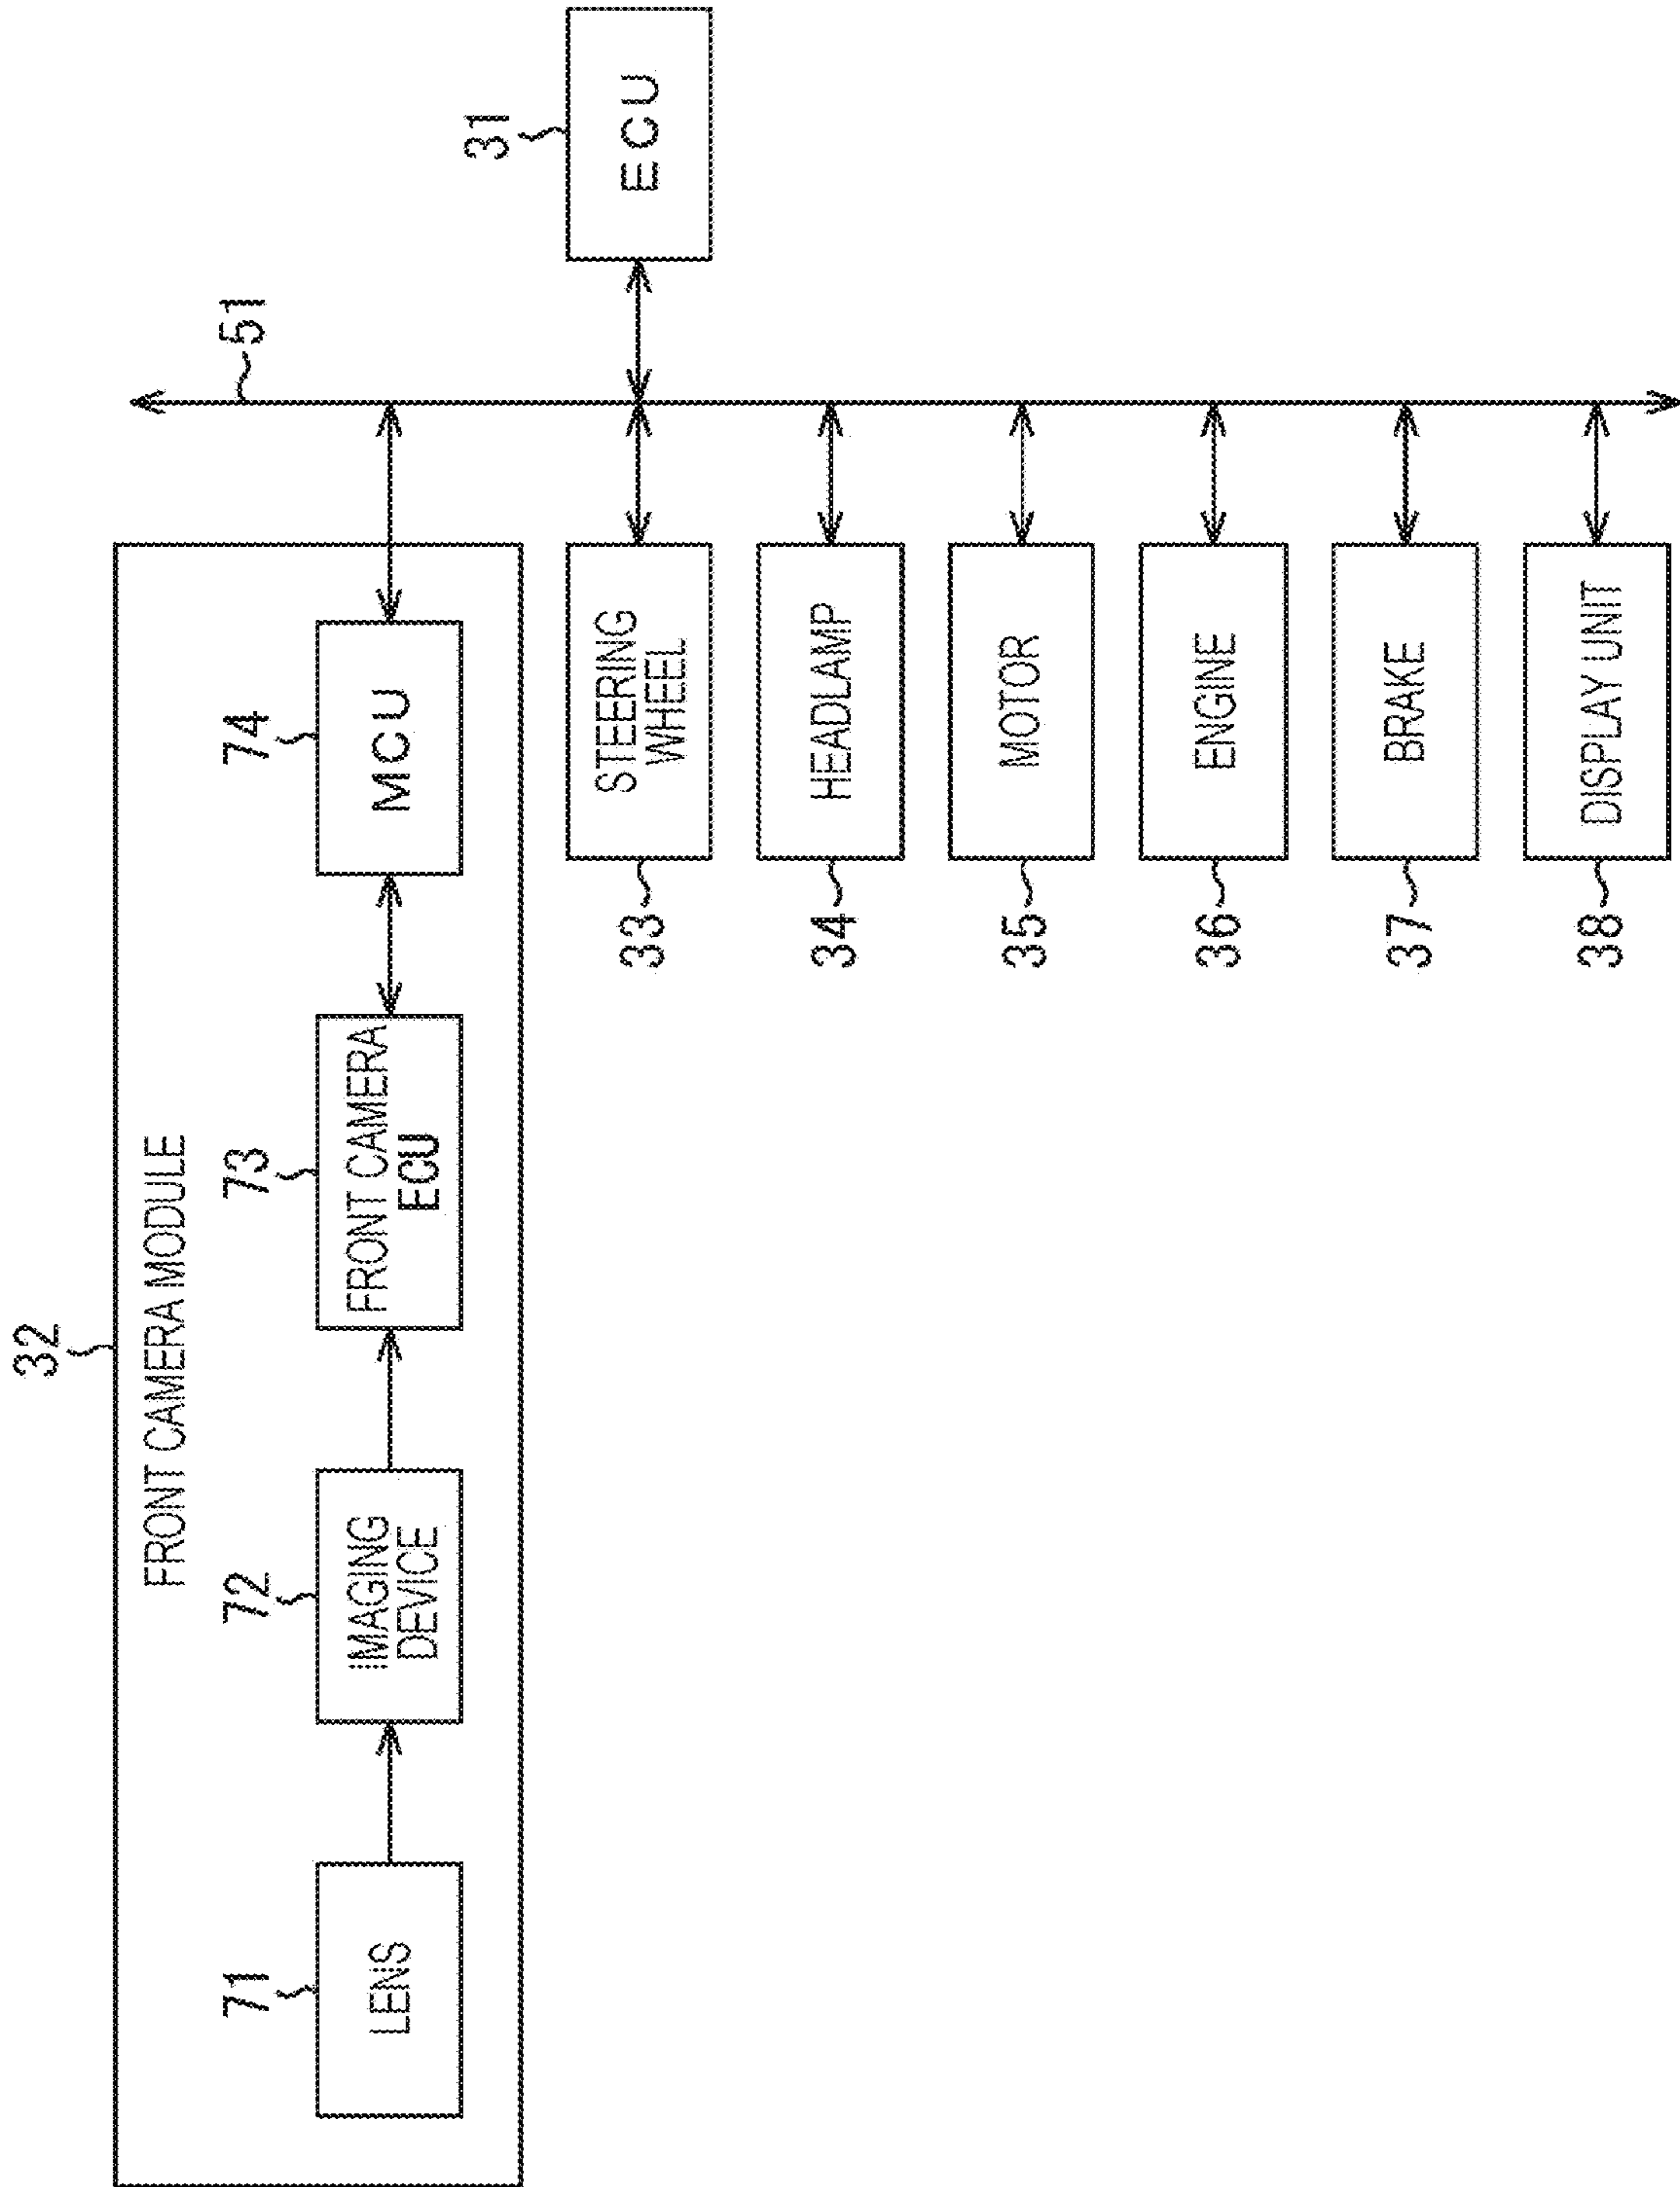 32
FRONT CAMERA MODULE
71
LENS
72
IMAGING
DEVICE
73
FRONT CAMERA
ECU
74
MCU
51
31
ECU
33
STEERING
WHEEL
34
HEADLAMP
35
MOTOR
36
ENGINE
37
BRAKE
38
DISPLAY UNIT